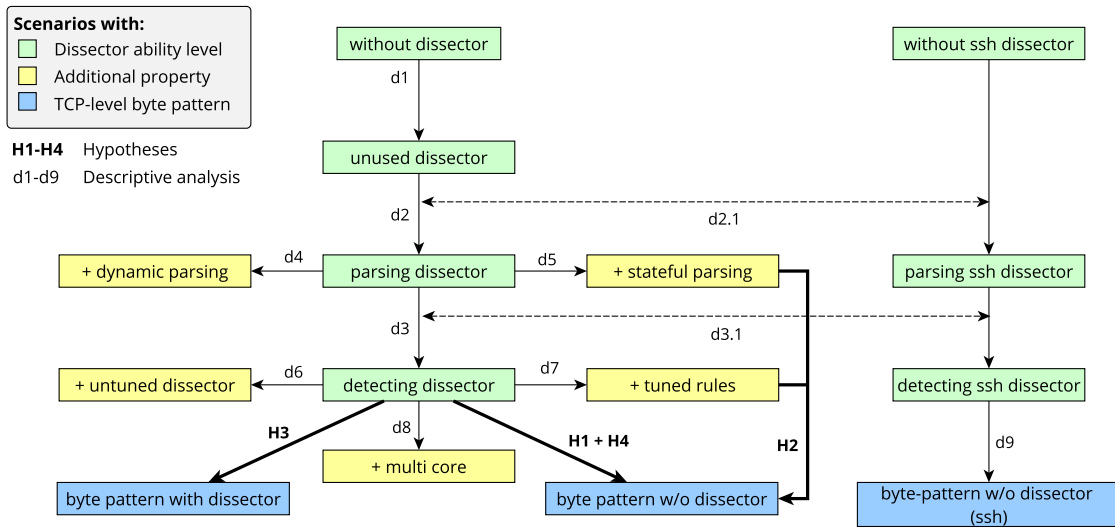 Scenarios with:
Dissector ability level
Additional property
TCP-level byte pattern
H1-H4 Hypotheses
d1-d9 Descriptive analysis
without dissector
without ssh dissector
d1
unused dissector
d2
d2.1
+ dynamic parsing
d4
parsing dissector
d5
+ stateful parsing
parsing ssh dissector
d3
d3.1
+ untuned dissector
d6
detecting dissector
d7
+ tuned rules
detecting ssh dissector
H3
d8
H1 + H4
H2
d9
+ multi core
byte pattern with dissector
byte pattern w/o dissector
byte-pattern w/o dissector
(ssh)